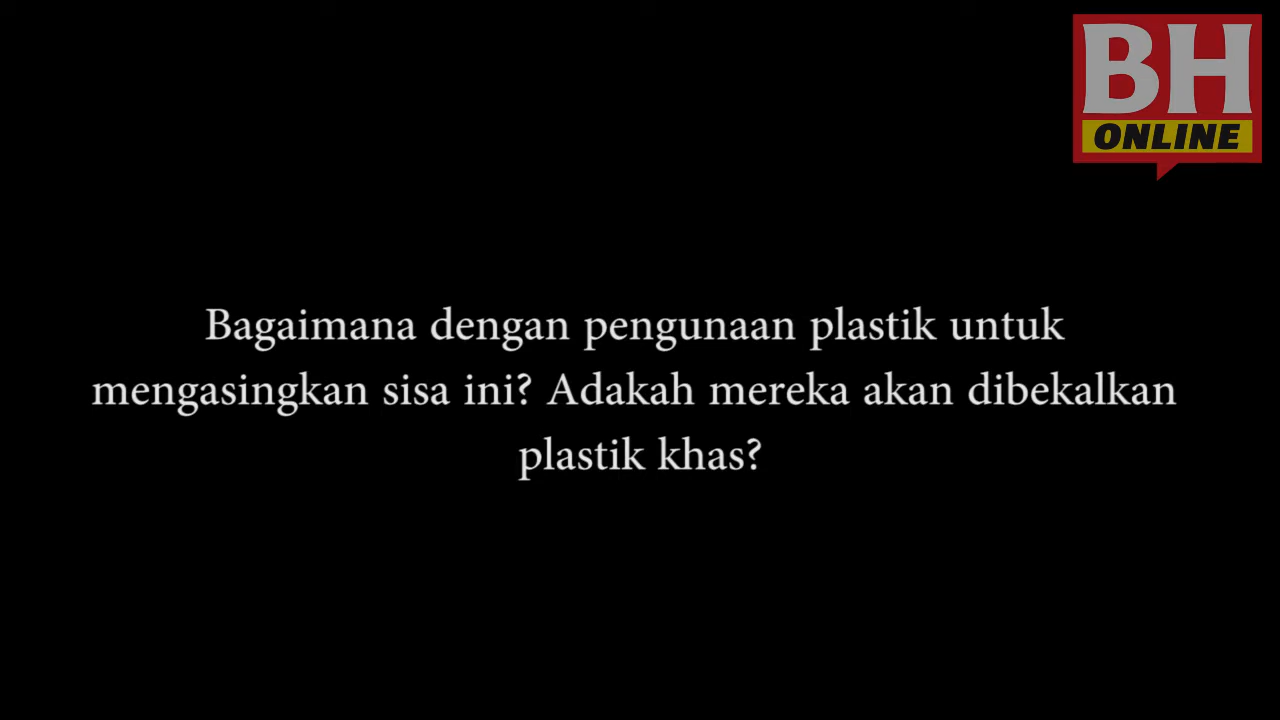 BH
ONLINE
Bagaimana dengan pengunaan plastik untuk
mengasingkan sisa ini? Adakah mereka akan dibekalkan
plastik khas?